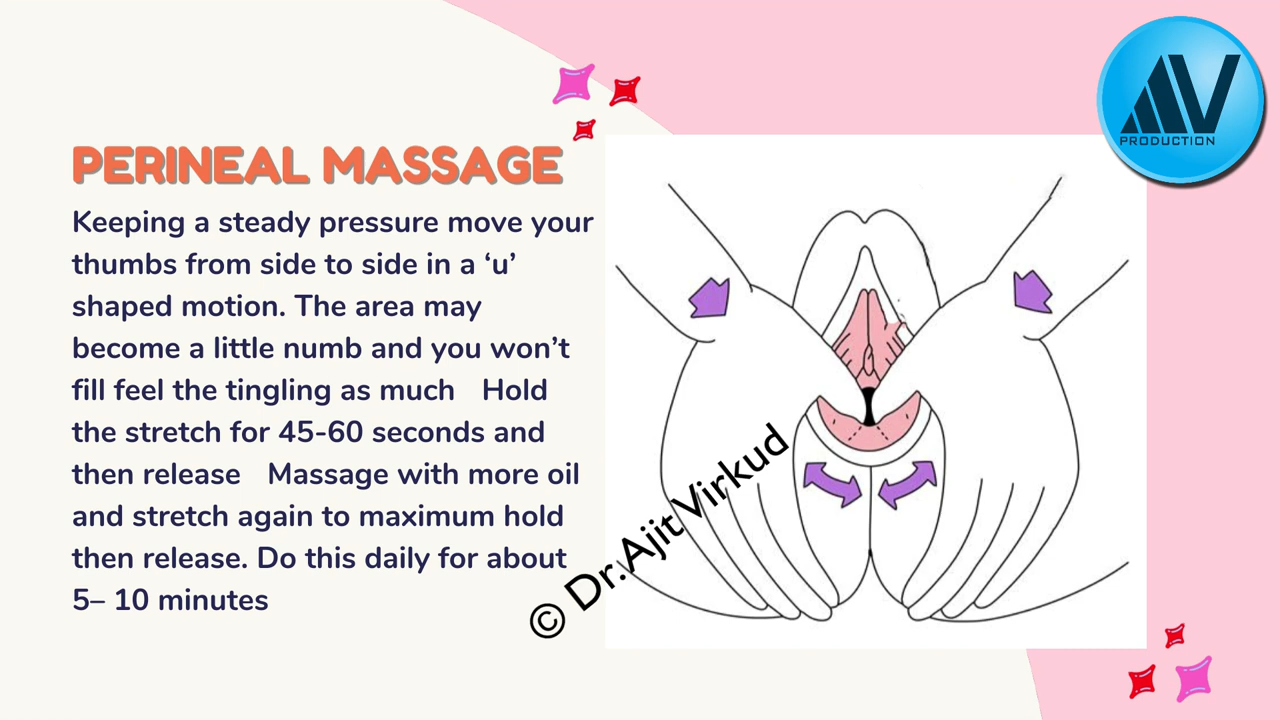 AV
PRODUCTION
PERINEAL MASSAGE
Keeping a steady pressure move your
thumbs from side to side in a ‘u’
shaped motion. The area may
become a little numb and you won’t
fill feel the tingling as much   Hold
the stretch for 45-60 seconds and
then release   Massage with more oil
and stretch again to maximum hold
then release. Do this daily for about
5– 10 minutes
© Dr.Ajit Virkud